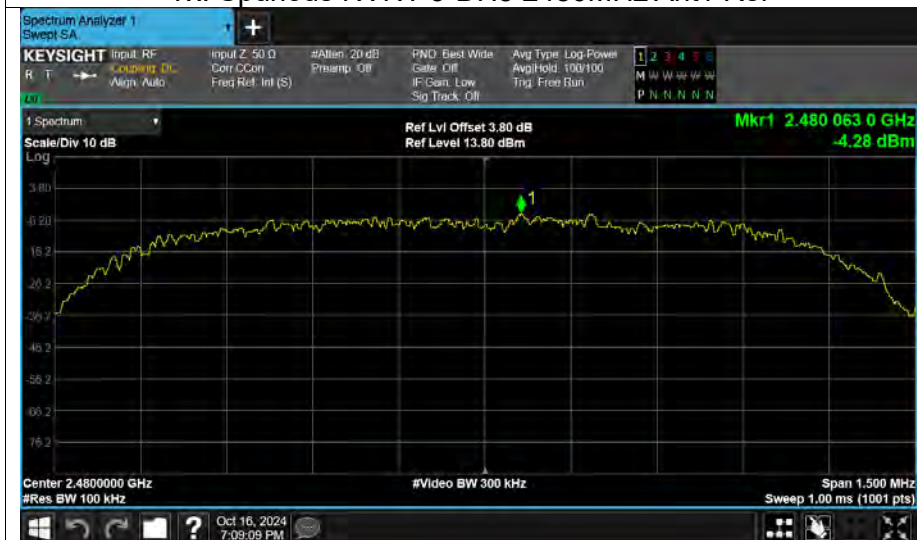 Spectrum Analyzer 1
Swept SA
+
KEYSIGHT Input: RF
R T
Coupling: DC
Align: Auto
Input Z: 50 Ω
Corr CCorr
Freq Ref: Int (S)
#Atten: 20 dB
Preamp: Off
PNO: Best Wide
Gate: Off
IF Gain: Low
Sig Track: Off
Avg Type: Log-Power
Avg|Hold: 100/100
Trig: Free Run
1 2 3 4 5 6
M W W W W W
P N N N N N
1 Spectrum
Scale/Div 10 dB
Log
Ref Lvl Offset 3.80 dB
Ref Level 13.80 dBm
Mkr1 2.480 063 0 GHz
-4.28 dBm
1
3.80
-6.20
-16.2
-26.2
-36.2
-46.2
-56.2
-66.2
-76.2
Center 2.4800000 GHz
#Res BW 100 kHz
#Video BW 300 kHz
Span 1.500 MHz
Sweep 1.00 ms (1001 pts)
?
Oct 16, 2024
7:09:09 PM